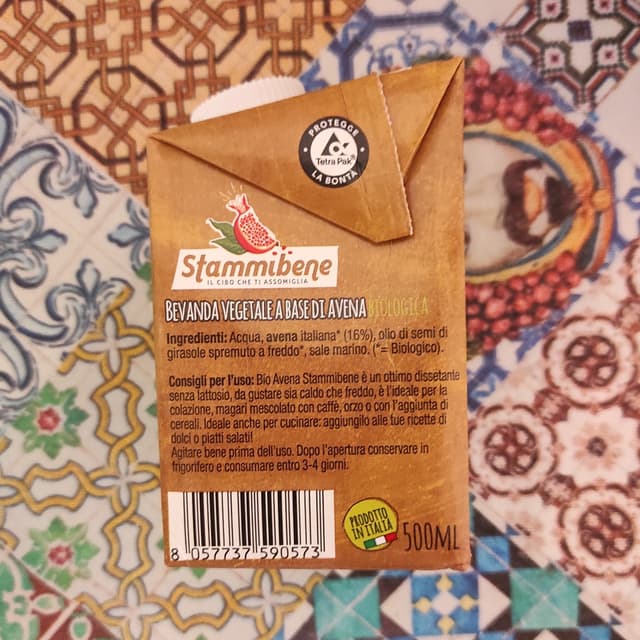 PROTEGGE
Tetra Pak®
LA BONTÀ
Stammibene
IL CIBO CHE TI ASSOMIGLIA
BEVANDA VEGETALE A BASE DI AVENA BIOLOGICA
Ingredienti: Acqua, avena italiana* (16%), olio di semi di
girasole spremuto a freddo*, sale marino. (*= Biologico).
Consigli per l'uso: Bio Avena Stammibene è un ottimo dissetante
senza lattosio, da gustare sia caldo che freddo, è l'ideale per la
colazione, magari mescolato con caffè, orzo o con l'aggiunta di
cereali. Ideale anche per cucinare: aggiungilo alle tue ricette di
dolci o piatti salati!
Agitare bene prima dell'uso. Dopo l'apertura conservare in
frigorifero e consumare entro 3-4 giorni.
PRODOTTO
IN ITALIA
500ML
8 057737 590573